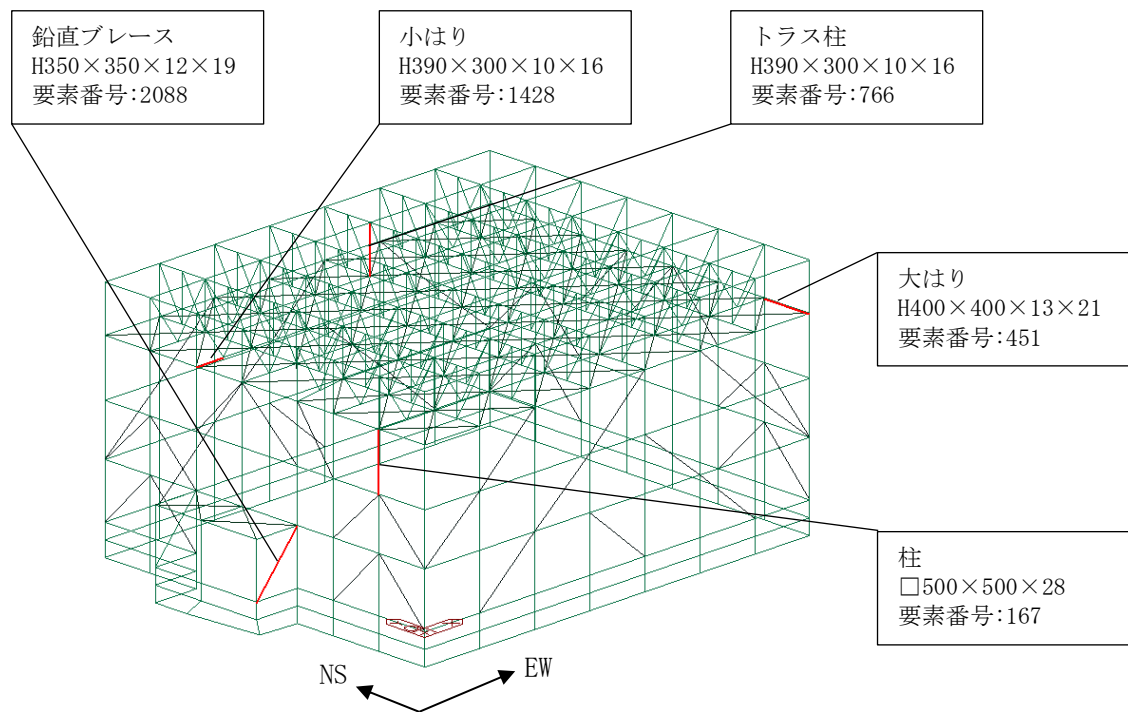 鉛直ブレース
H350×350×12×19
要素番号:2088
小はり
H390×300×10×16
要素番号:1428
トラス柱
H390×300×10×16
要素番号:766
大はり
H400×400×13×21
要素番号:451
柱
□500×500×28
要素番号:167
NS
EW